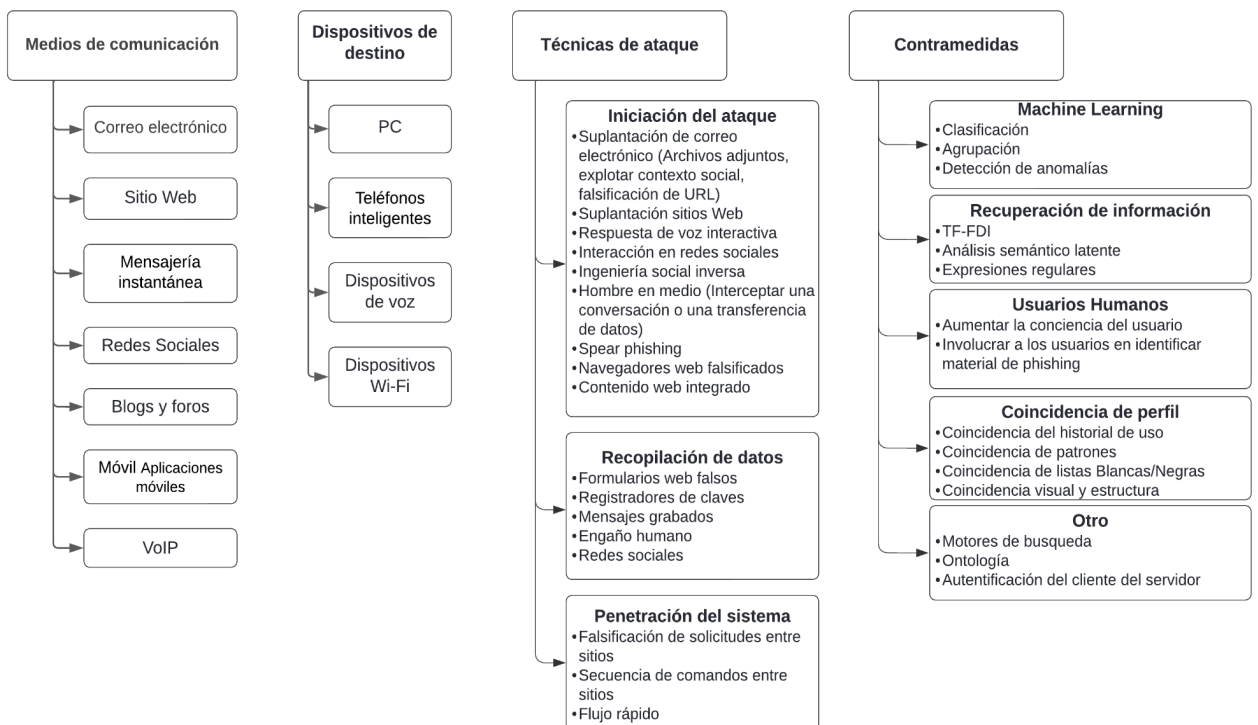 Medios de comunicación
Correo electrónico
Sitio Web
Mensajería
instantánea
Redes Sociales
Blogs y foros
Móvil Aplicaciones
móviles
VoIP
Dispositivos de
destino
PC
Teléfonos
inteligentes
Dispositivos
de voz
Dispositivos
Wi-Fi
Técnicas de ataque
Iniciación del ataque
•Suplantación de correo
electrónico (Archivos adjuntos,
explotar contexto social,
falsificación de URL)
•Suplantación sitios Web
•Respuesta de voz interactiva
•Interacción en redes sociales
•Ingeniería social inversa
•Hombre en medio (Interceptar una
conversación o una transferencia
de datos)
•Spear phishing
•Navegadores web falsificados
•Contenido web integrado
Recopilación de datos
•Formularios web falsos
•Registradores de claves
•Mensajes grabados
•Engaño humano
•Redes sociales
Penetración del sistema
•Falsificación de solicitudes entre
sitios
•Secuencia de comandos entre
sitios
•Flujo rápido
Contramedidas
Machine Learning
•Clasificación
•Agrupación
•Detección de anomalías
Recuperación de información
•TF-FDI
•Análisis semántico latente
•Expresiones regulares
Usuarios Humanos
•Aumentar la conciencia del usuario
•Involucrar a los usuarios en identificar
material de phishing
Coincidencia de perfil
•Coincidencia del historial de uso
•Coincidencia de patrones
•Coincidencia de listas Blancas/Negras
•Coincidencia visual y estructura
Otro
•Motores de busqueda
•Ontología
•Autentificación del cliente del servidor